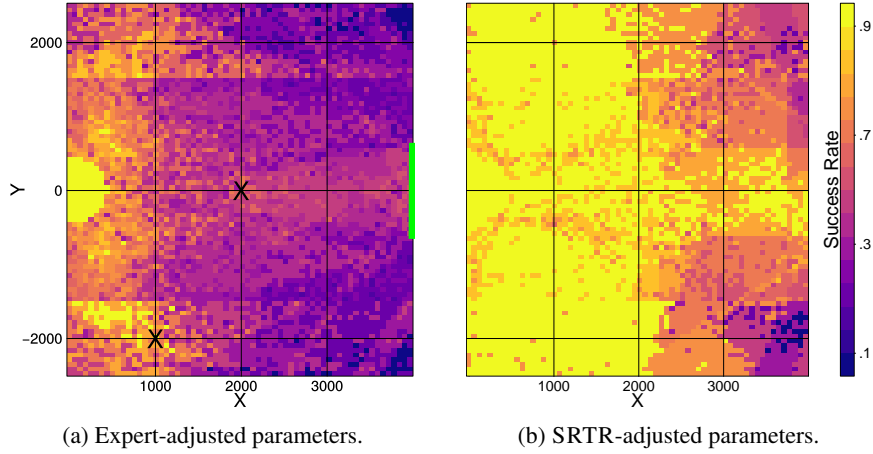 2000
0
−2000
Y
X
X
1000
2000
3000
X
1000
2000
3000
X
.9
.7
.5
.3
.1
Success Rate
(a) Expert-adjusted parameters.
(b) SRTR-adjusted parameters.